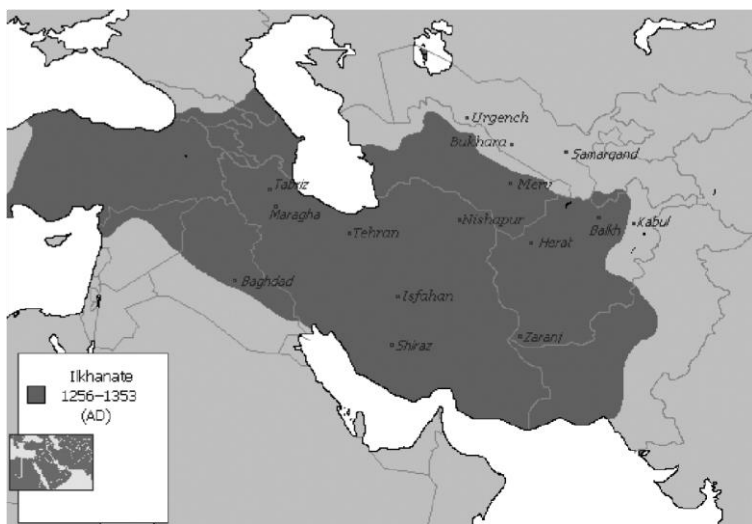 Urgench
Bukhara
Samarqand
Merv
Tabriz
Maragha
Tehran
Nishapur
Balkh
Kabul
Herat
Baghdad
Isfahan
Shiraz
Zaranj
Ilkhanate
1256–1353
(AD)